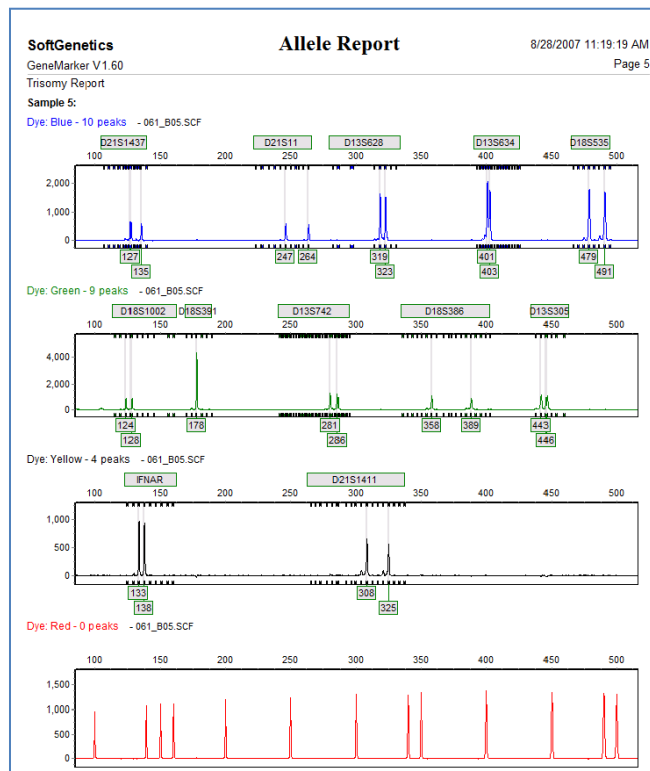 SoftGenetics Allele Report 8/28/2007 11:19:19 AM
GeneMarker V1.60 Page 5
Trisomy Report
Sample 5:
Dye: Blue - 10 peaks - 061_B05.SCF
D21S1437 D21S11 D13S628 D13S634 D18S535
100 150 200 250 300 350 400 450 500
2,000
1,000
0
127 247 264 319 401 479 491
135 323 403
Dye: Green - 9 peaks - 061_B05.SCF
D18S1002 D18S391 D13S742 D18S386 D13S305
100 150 200 250 300 350 400 450 500
4,000
2,000
0
124 178 281 358 389 443
128 286 446
Dye: Yellow - 4 peaks - 061_B05.SCF
IFNAR D21S1411
100 150 200 250 300 350 400 450 500
1,000
500
0
133 308
138 325
Dye: Red - 0 peaks - 061_B05.SCF
100 150 200 250 300 350 400 450 500
1,500
1,000
500
0